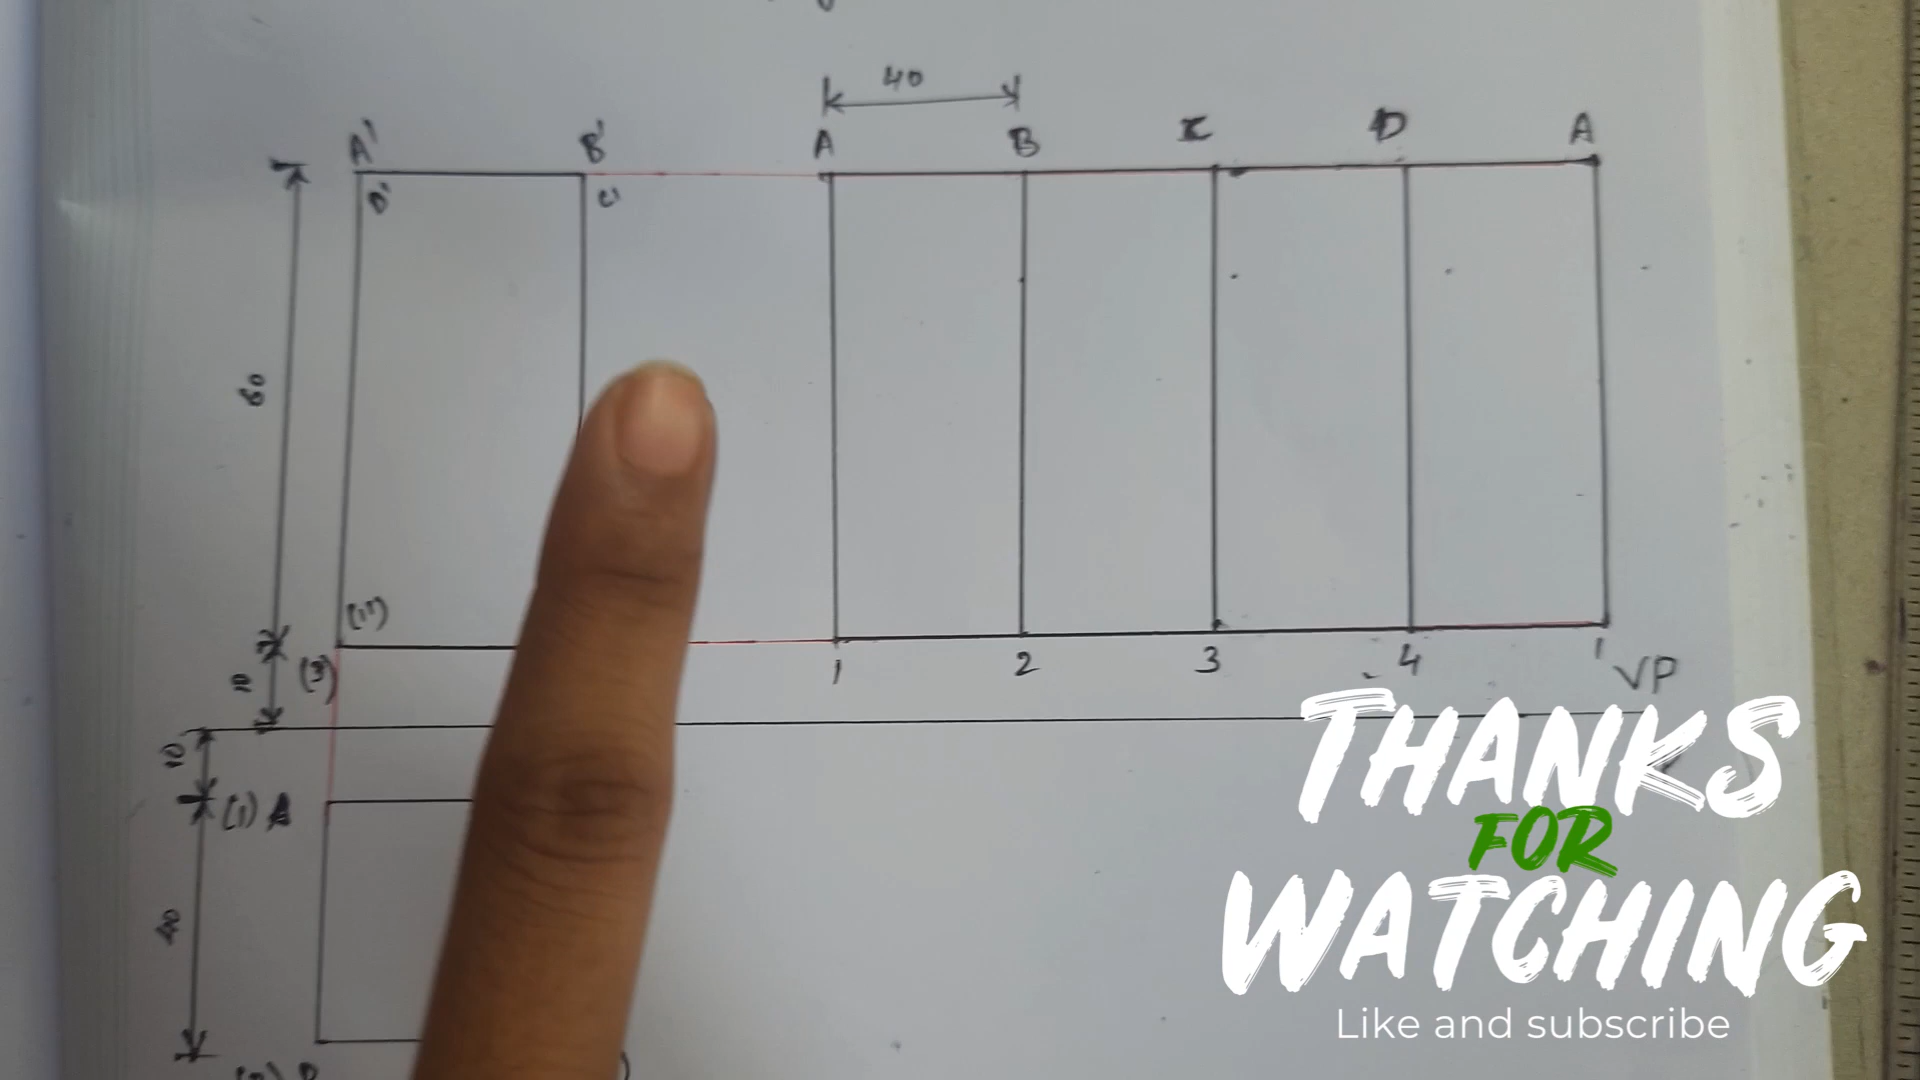 40
A' B' A B C D A
D' C'
60
(1')
10 (3) 1 2 3 4 1 VP
10
(1) A
40
THANKS
FOR
WATCHING
Like and subscribe